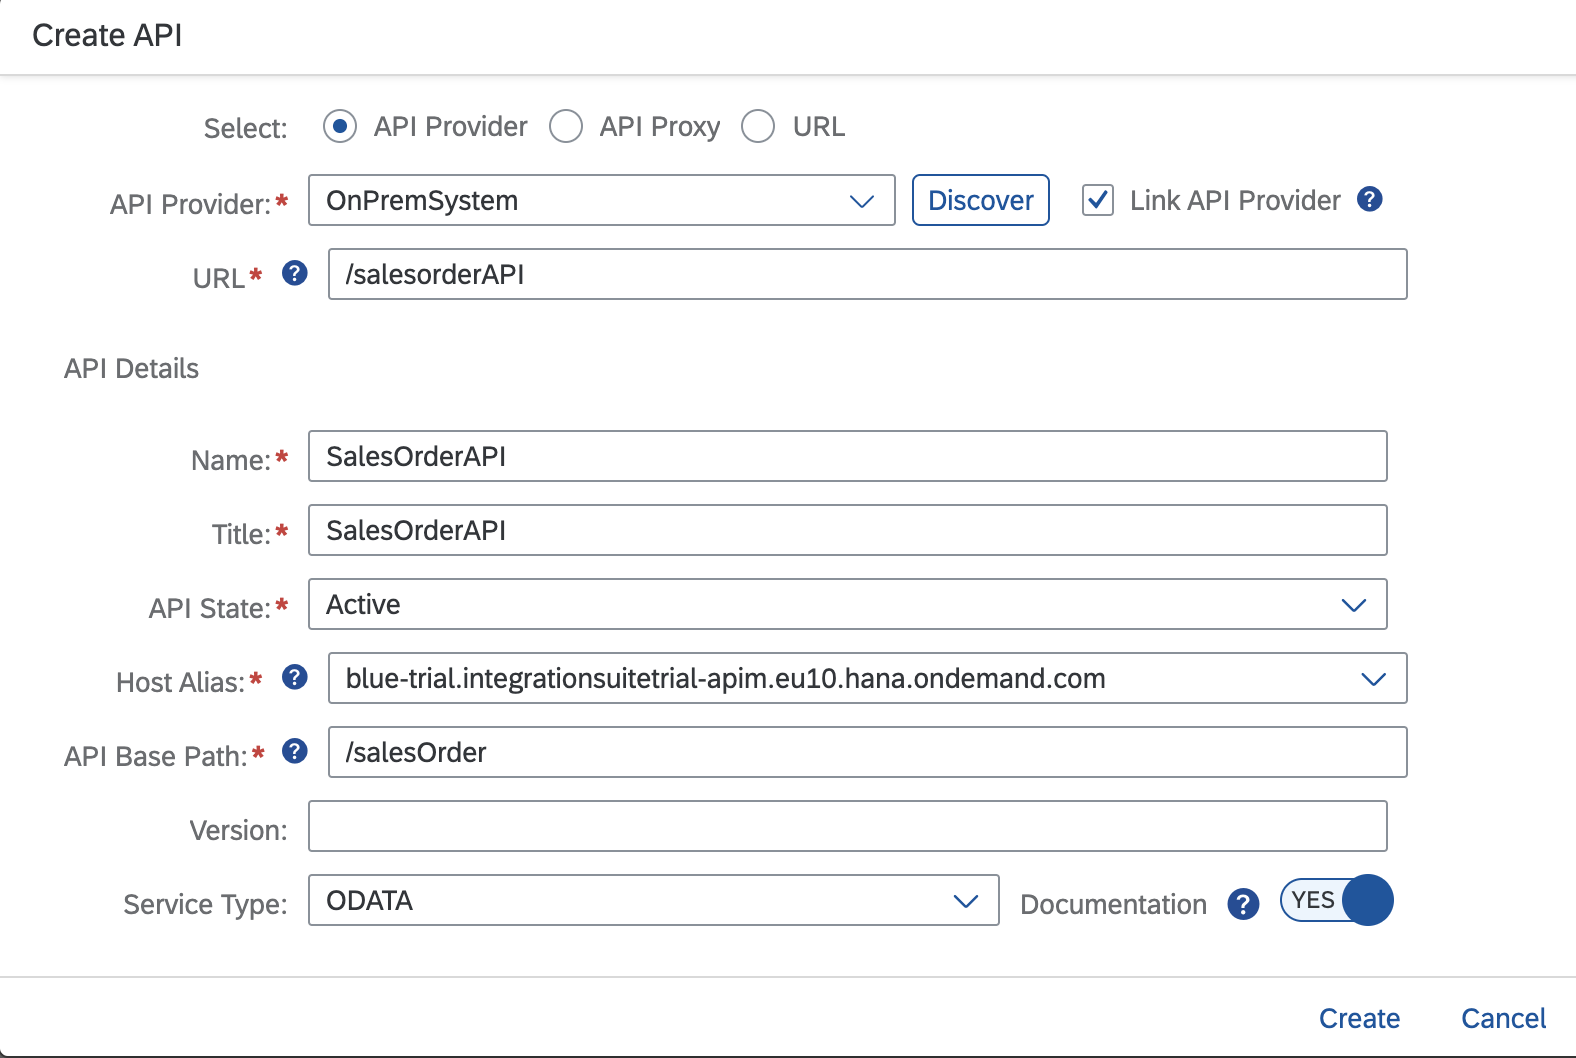 Create API
Select: API Provider API Proxy URL
API Provider:* OnPremSystem Discover Link API Provider ?
URL* ? /salesorderAPI
API Details
Name:* SalesOrderAPI
Title:* SalesOrderAPI
API State:* Active
Host Alias:* ? blue-trial.integrationsuitetrial-apim.eu10.hana.ondemand.com
API Base Path:* ? /salesOrder
Version:
Service Type: ODATA Documentation ? YES
Create Cancel